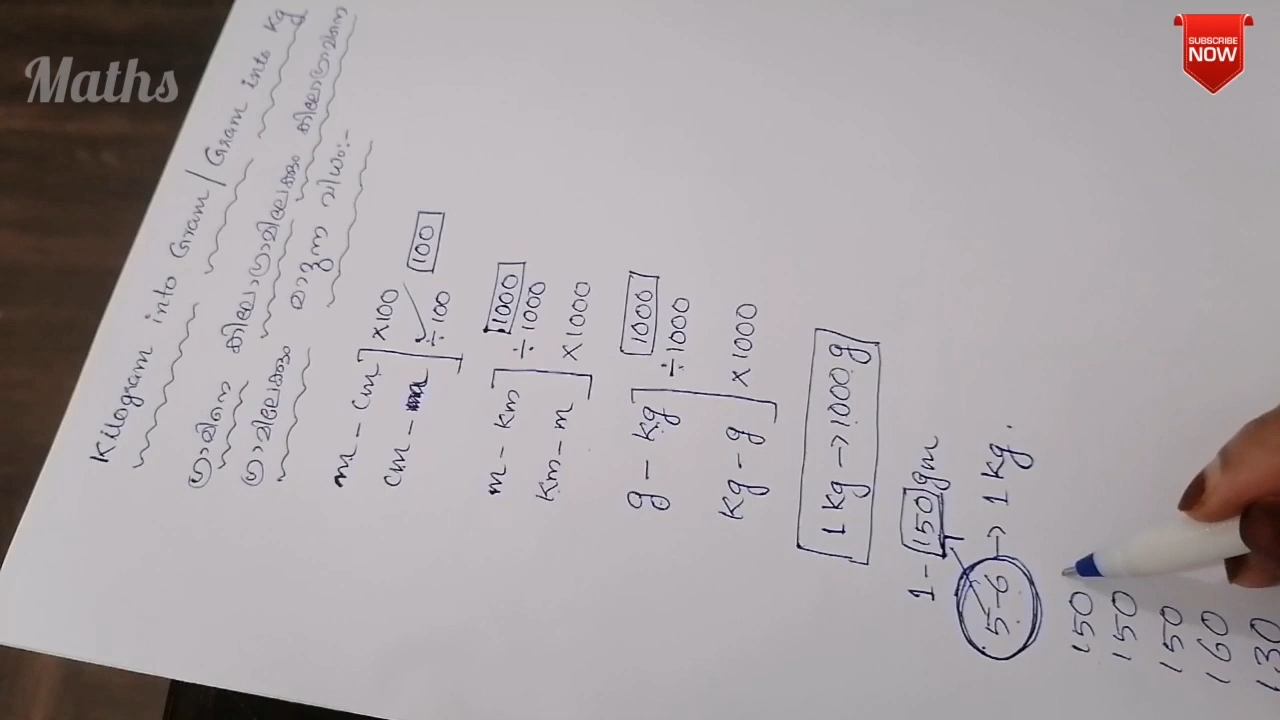 Maths
SUBSCRIBE
NOW
Kilogram into Gram / Gram into Kg
ഗ്രാമിനെ കിലോഗ്രാമിലേക്കും കിലോഗ്രാമിനെ
ഗ്രാമിലേക്കും മാറ്റുന്ന വിധം:-
m - cm ] ×100
cm - m ÷ 100 100
m - km ] ÷ 1000 1000
km - m × 1000
g - kg ] ÷ 1000 1000
kg - g × 1000
1 kg → 1000 g
1 - 150 gm
5-6 → 1 kg.
150
150
150
160
130